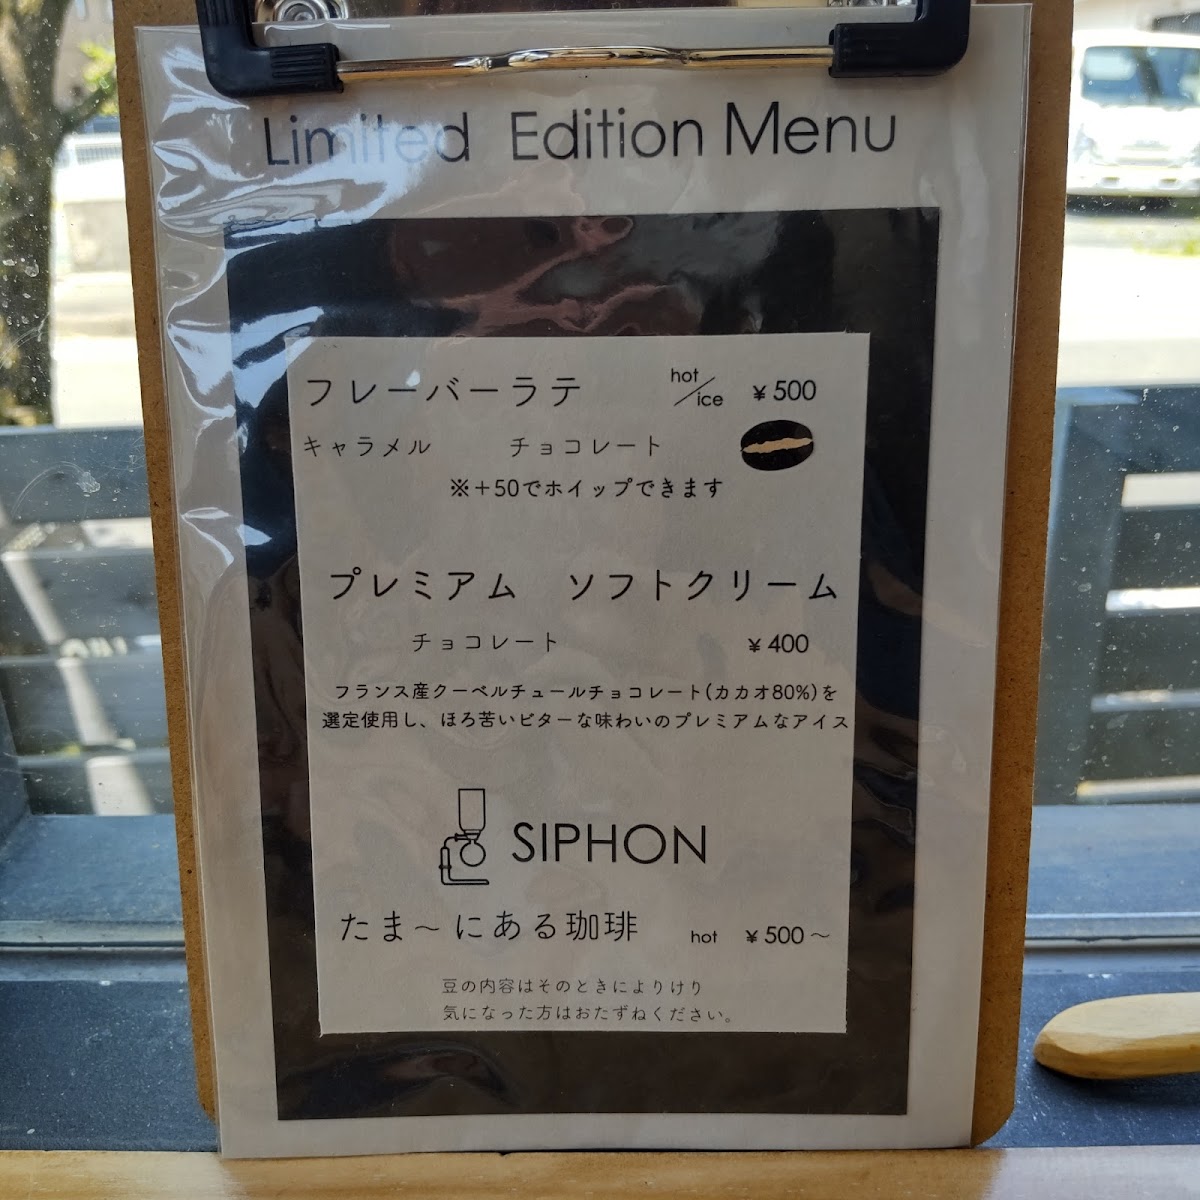 Limited Edition Menu
フレーバーラテ hot/ice ¥500
キャラメル チョコレート
※+50でホイップできます
プレミアム ソフトクリーム
チョコレート ¥400
フランス産クーベルチュールチョコレート(カカオ80%)を
選定使用し、ほろ苦いビターな味わいのプレミアムなアイス
SIPHON
たま～にある珈琲 hot ¥500～
豆の内容はそのときによりけり
気になった方はおたずねください。